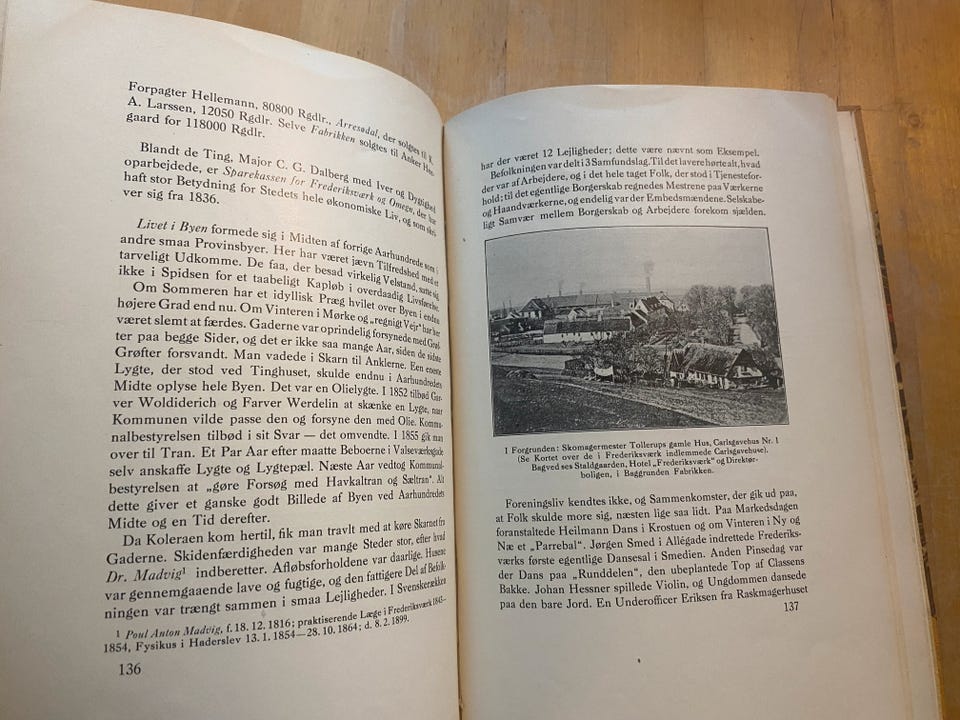 Forpagter Hellemann, 80800 Rgdlr., Arresødal, der solgtes til K.
A. Larssen, 12050 Rgdlr. Selve Fabrikken solgtes til Anker Heegaard
gaard for 118000 Rgdlr.
Blandt de Ting, Major C. G. Dalberg med Iver og Dygtighed
oparbejdede, er Sparekassen for Frederiksværk og Omegn, der har
haft stor Betydning for Stedets hele økonomiske Liv, og som skri-
ver sig fra 1836.
Livet i Byen formede sig i Midten af forrige Aarhundrede som i
andre smaa Provinsbyer. Her har været jævn Tilfredshed med et
tarveligt Udkomme. De faa, der besad virkelig Velstand, satte sig
ikke i Spidsen for et taabeligt Kapløb i overdaadig Livsførelse.
Om Sommeren har et idyllisk Præg hvilet over Byen i endnu
højere Grad end nu. Om Vinteren i Mørke og „regnigt Vejr" har her
været slemt at færdes. Gaderne var oprindelig forsynede med Grøf-
ter paa begge Sider, og det er ikke saa mange Aar, siden de sidste
Grøfter forsvandt. Man vadede i Skarn til Anklerne. Een eneste
Lygte, der stod ved Tinghuset, skulde endnu i Aarhundredets
Midte oplyse hele Byen. Det var en Olielygte. I 1852 tilbød Gar-
ver Woldiderich og Farver Werdelin at skænke en Lygte, naar
Kommunen vilde passe den og forsyne den med Olie. Kommu-
nalbestyrelsen tilbød i sit Svar — det omvendte. I 1855 gik man
over til Tran. Et Par Aar efter maatte Beboerne i Valseværksgade
selv anskaffe Lygte og Lygtepæl. Næste Aar vedtog Kommunal-
bestyrelsen at „gøre Forsøg med Havkaltran og Sæltran". Alt
dette giver et ganske godt Billede af Byen ved Aarhundredets
Midte og en Tid derefter.
Da Koleraen kom hertil, fik man travlt med at køre Skarnet fra
Gaderne. Skidenfærdigheden var mange Steder stor, efter hvad
Dr. Madvig¹ indberetter. Afløbsforholdene var daarlige. Husene
var gennemgaaende lave og fugtige, og den fattigere Del af Befolk-
ningen var trængt sammen i smaa Lejligheder. I Svenskerækken
1 Poul Anton Madvig, f. 18. 12. 1816; praktiserende Læge i Frederiksværk 1843—
1854, Fysikus i Haderslev 13. 1. 1854—28. 10. 1864; d. 8. 2. 1899.
136
har der været 12 Lejligheder; dette være nævnt som Eksempel.
Befolkningen var delt i 3 Samfundslag. Til det lavere hørte alt, hvad
der var af Arbejdere, og i det hele taget Folk, der stod i Tjenestefor-
hold; til det egentlige Borgerskab regnedes Mestrene paa Værkerne
og Haandværkerne, og endelig var der Embedsmændene. Selskabe-
ligt Samvær mellem Borgerskab og Arbejdere forekom sjælden.
I Forgrunden: Skomagermester Tollerups gamle Hus, Carlsgavehus Nr. 1
(Se Kortet over de i Frederiksværk indlemmede Carlsgavehuse).
Bagved ses Staldgaarden, Hotel „Frederiksværk" og Direktør-
boligen, i Baggrunden Fabrikken.
Foreningsliv kendtes ikke, og Sammenkomster, der gik ud paa,
at Folk skulde more sig, næsten lige saa lidt. Paa Markedsdagen
foranstaltede Heilmann Dans i Krostuen og om Vinteren i Ny og
Næ et „Parrebal". Jørgen Smed i Allégade indrettede Frederiks-
værks første egentlige Dansesal i Smedien. Anden Pinsedag var
der Dans paa „Runddelen", den ubeplantede Top af Classens
Bakke. Johan Hessner spillede Violin, og Ungdommen dansede
paa den bare Jord. En Underofficer Eriksen fra Raskmagerhuset
137